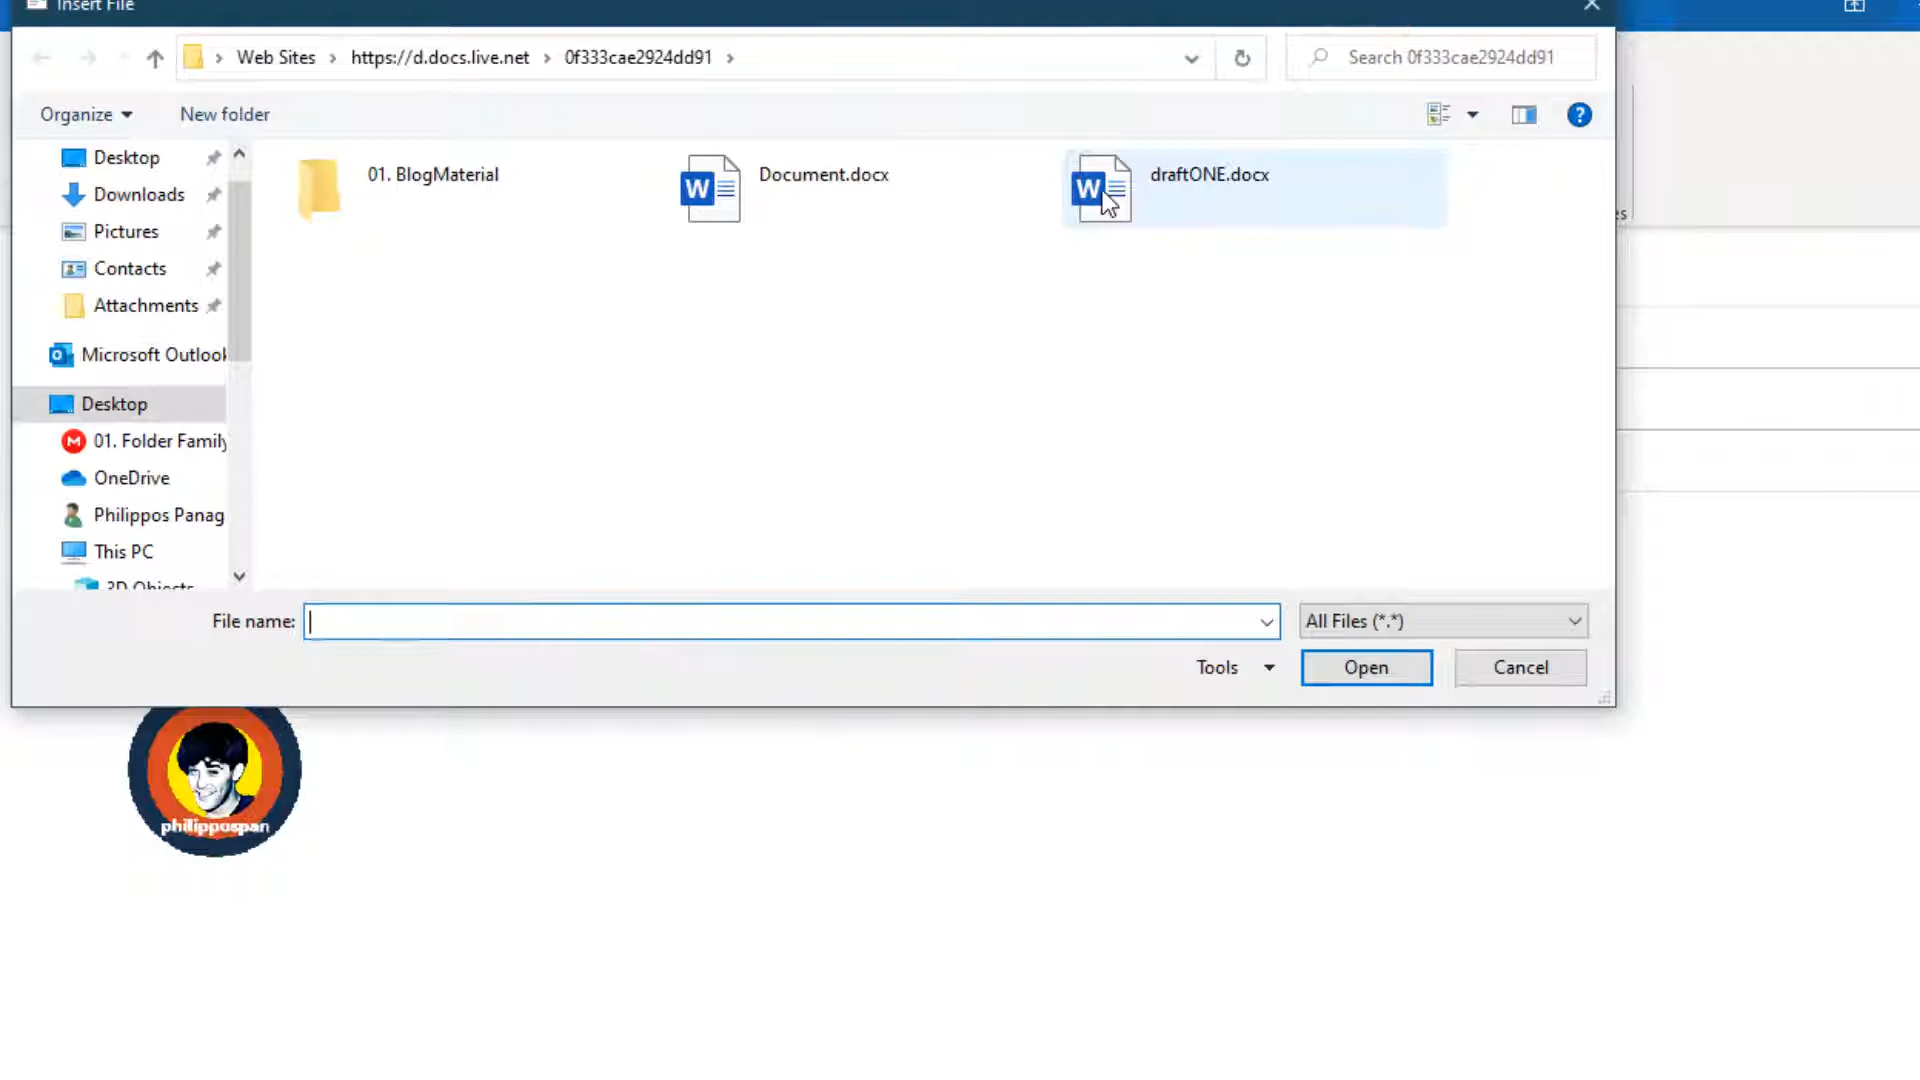 Insert File
Web Sites
https://d.docs.live.net
0f333cae2924dd91
Search 0f333cae2924dd91
Organize
New folder
?
Desktop
Downloads
Pictures
Contacts
Attachments
Microsoft Outlook
Desktop
01. Folder Family
OneDrive
Philippos Panag
This PC
3D Objects
01. BlogMaterial
W
Document.docx
W
draftONE.docx
File name:
All Files (*.*)
Tools
Open
Cancel
philippospan